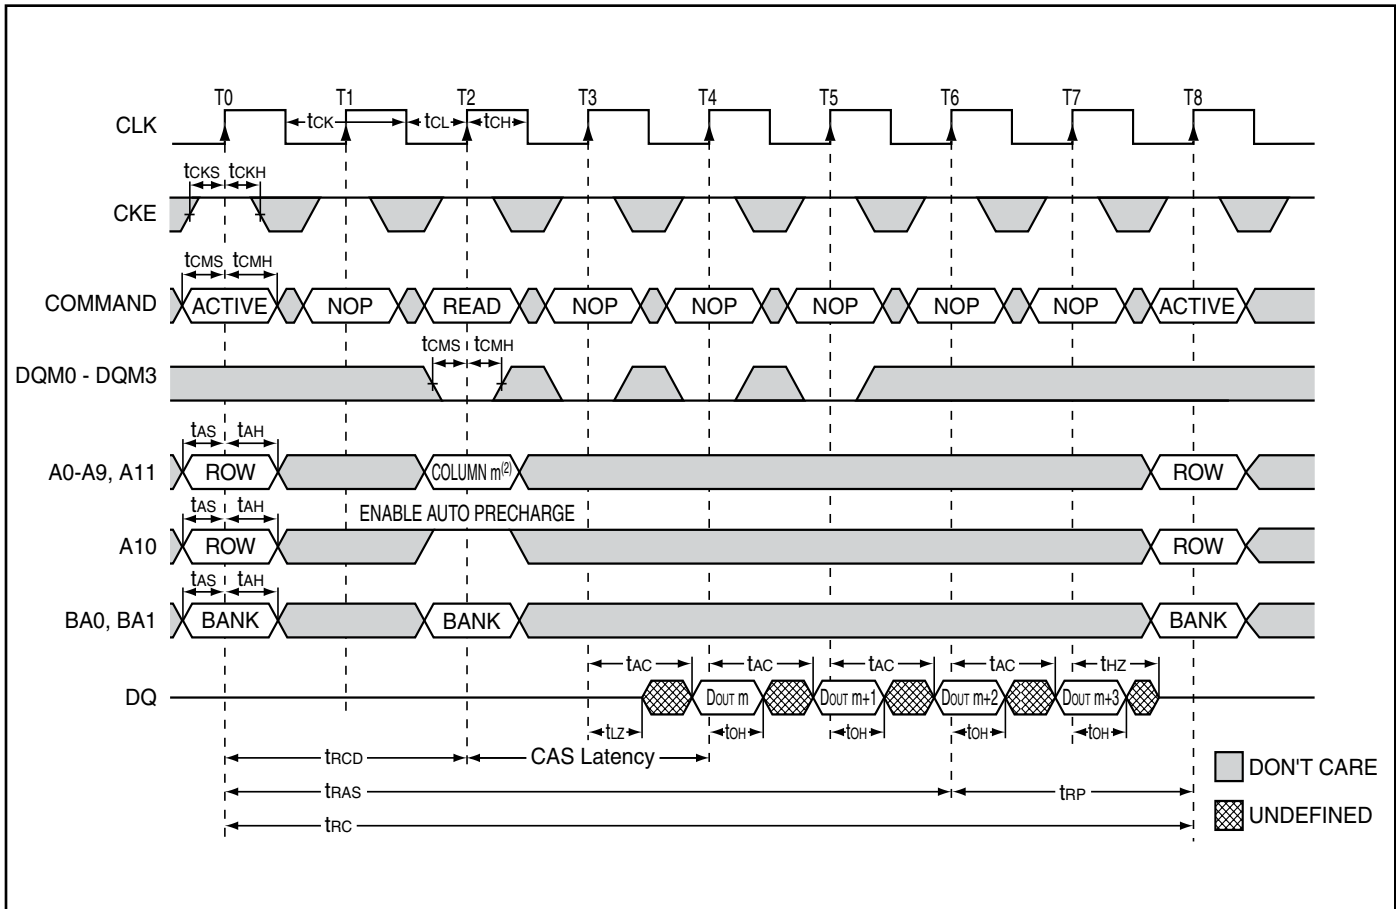 T0 T1 T2 T3 T4 T5 T6 T7 T8
CLK tCK tCL tCH
tCKS tCKH
CKE
tCMS tCMH
COMMAND ACTIVE NOP READ NOP NOP NOP NOP NOP ACTIVE
tCMS tCMH
DQM0 - DQM3
tAS tAH
A0-A9, A11 ROW COLUMN m(2) ROW
tAS tAH ENABLE AUTO PRECHARGE
A10 ROW ROW
tAS tAH
BA0, BA1 BANK BANK BANK
tAC tAC tAC tAC tHZ
DQ DOUT m DOUT m+1 DOUT m+2 DOUT m+3
tLZ tOH tOH tOH tOH
tRCD CAS Latency
DON'T CARE
tRAS tRP
UNDEFINED
tRC